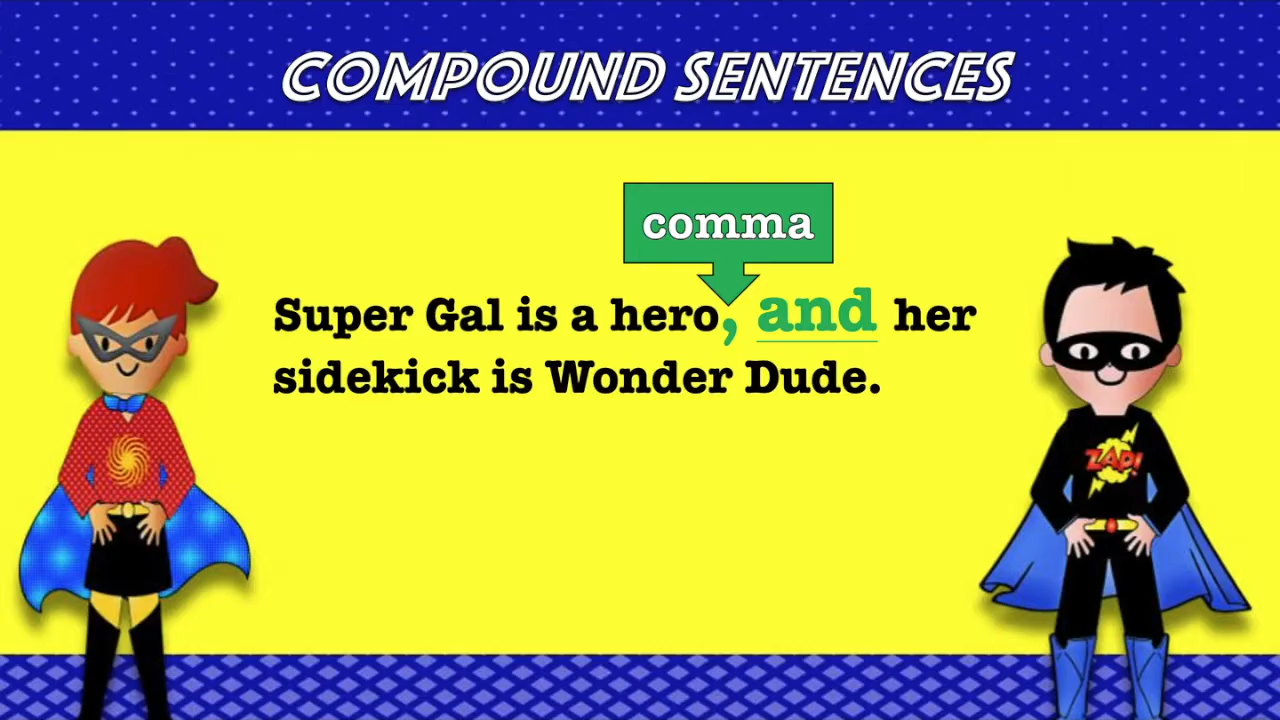 COMPOUND SENTENCES
comma
Super Gal is a hero, and her
sidekick is Wonder Dude.
ZAP!